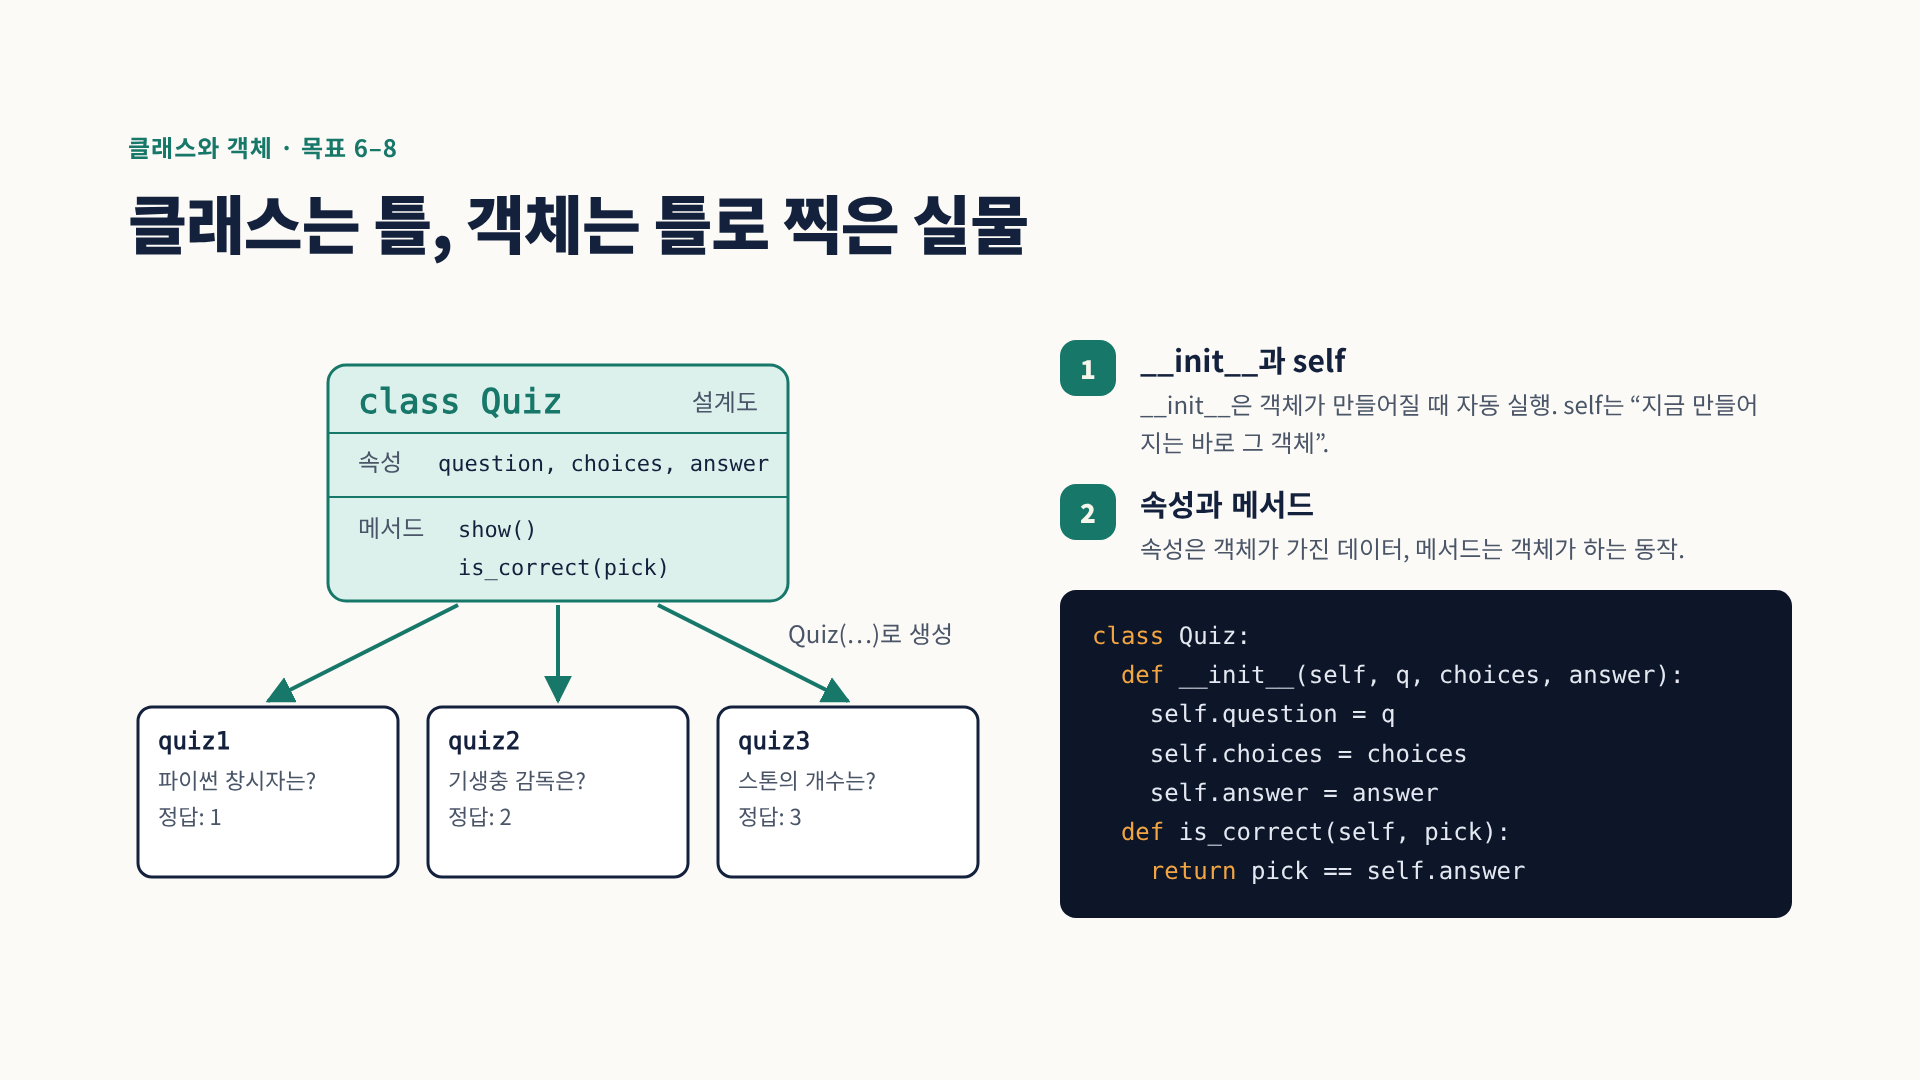 클래스와 객체 · 목표 6–8
클래스는 틀, 객체는 틀로 찍은 실물
class Quiz 설계도
속성 question, choices, answer
메서드 show()
is_correct(pick)
Quiz(…)로 생성
quiz1
파이썬 창시자는?
정답: 1
quiz2
기생충 감독은?
정답: 2
quiz3
스톤의 개수는?
정답: 3
1 __init__과 self
__init__은 객체가 만들어질 때 자동 실행. self는 “지금 만들어
지는 바로 그 객체”.
2 속성과 메서드
속성은 객체가 가진 데이터, 메서드는 객체가 하는 동작.
class Quiz:
  def __init__(self, q, choices, answer):
    self.question = q
    self.choices = choices
    self.answer = answer
  def is_correct(self, pick):
    return pick == self.answer